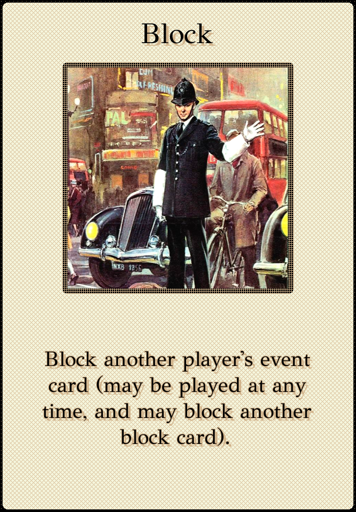 Block
Block another player's event
card (may be played at any
time, and may block another
block card).